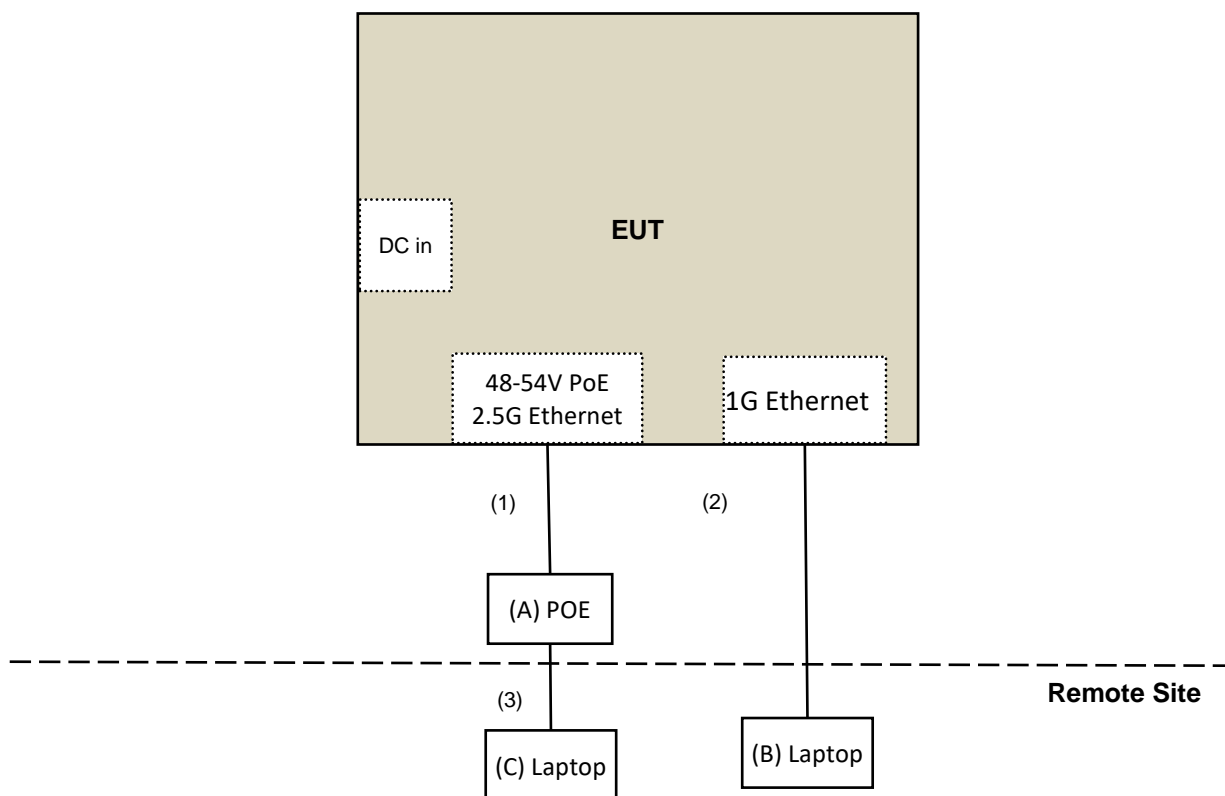 EUT
DC in
48-54V PoE
2.5G Ethernet
1G Ethernet
(1)
(2)
(A) POE
(3)
Remote Site
(C) Laptop
(B) Laptop